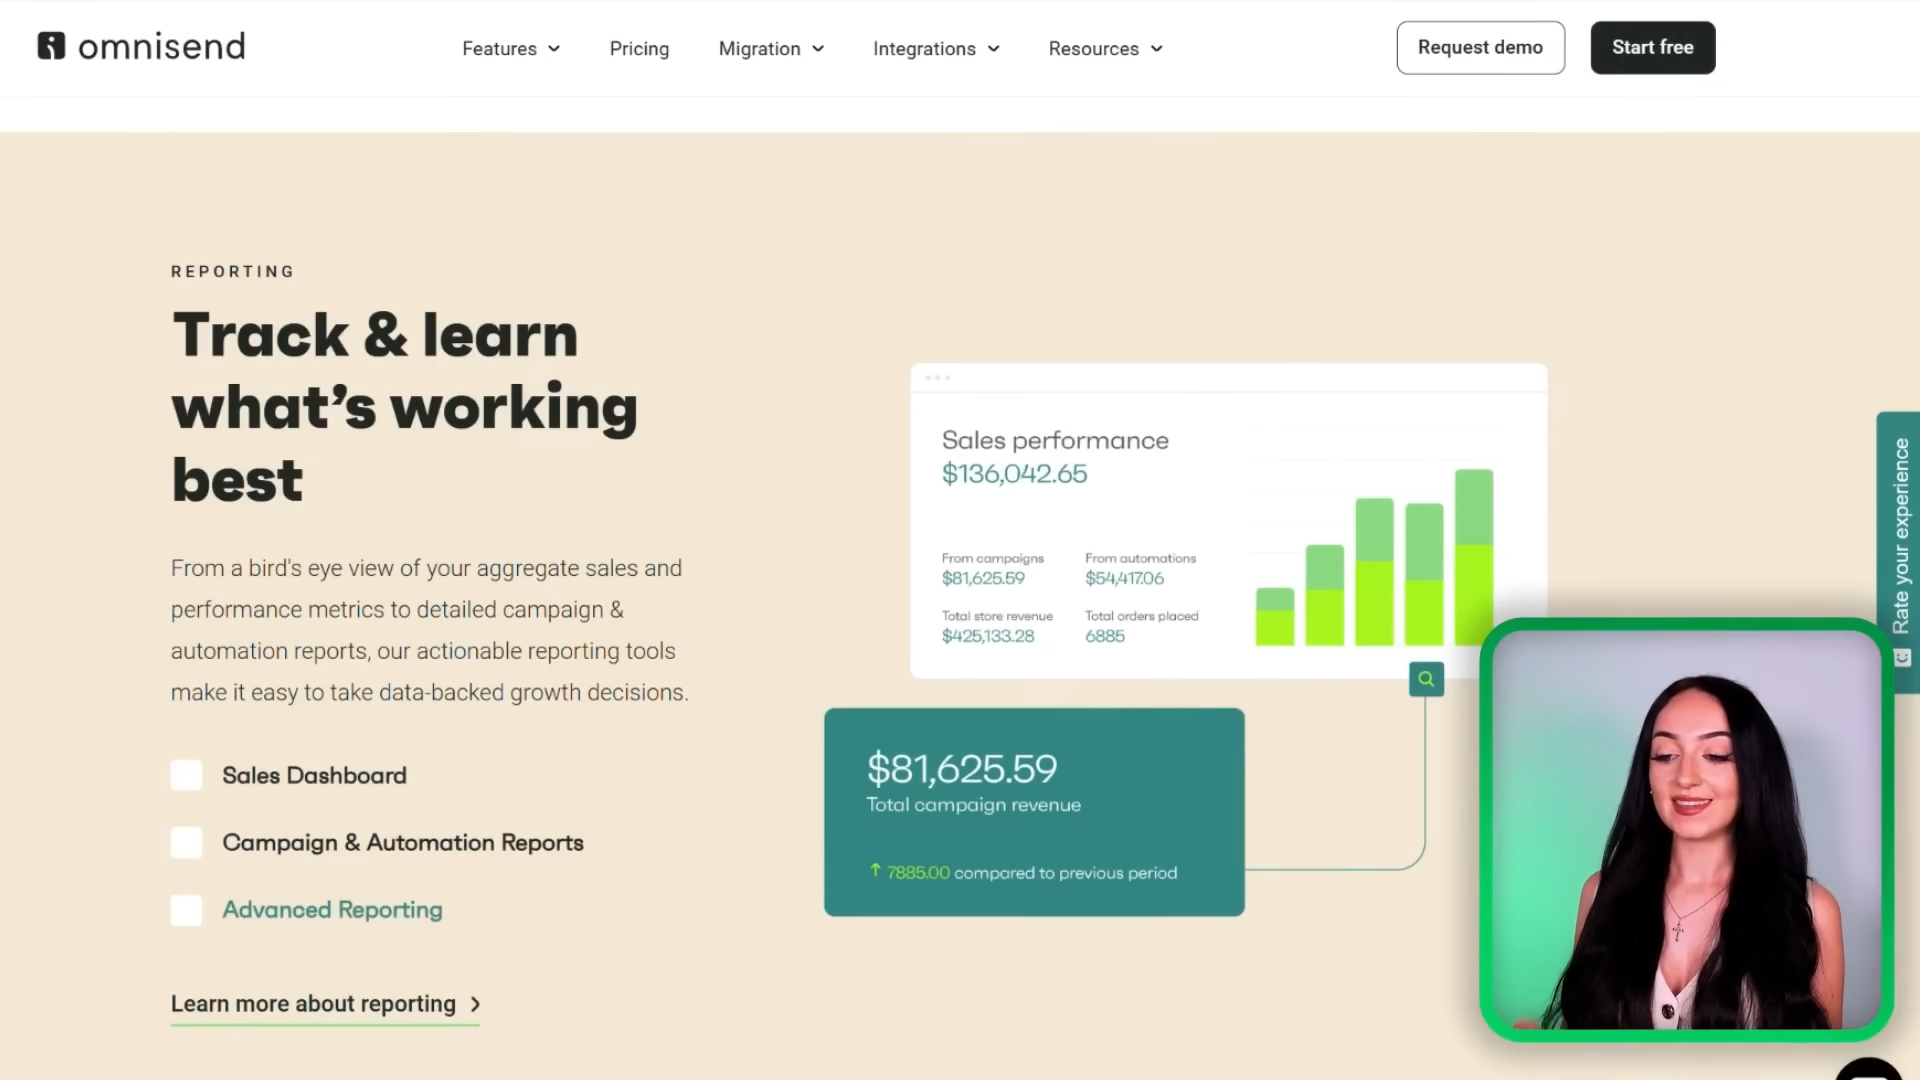 omnisend
Features
Pricing
Migration
Integrations
Resources
Request demo
Start free
REPORTING
Track & learn
what’s working
best
From a bird's eye view of your aggregate sales and
performance metrics to detailed campaign &
automation reports, our actionable reporting tools
make it easy to take data-backed growth decisions.
Sales Dashboard
Campaign & Automation Reports
Advanced Reporting
Learn more about reporting
Sales performance
$136,042.65
From campaigns
$81,625.59
From automations
$54,417.06
Total store revenue
$425,133.28
Total orders placed
6885
$81,625.59
Total campaign revenue
7885.00 compared to previous period
Rate your experience